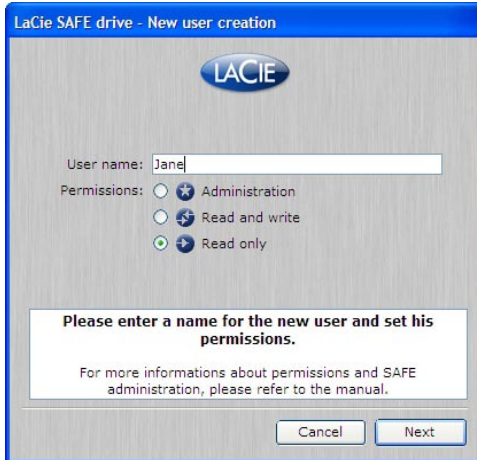 LaCie SAFE drive - New user creation
LACIE
User name: Jane
Permissions: Administration
Read and write
Read only
Please enter a name for the new user and set his
permissions.
For more informations about permissions and SAFE
administration, please refer to the manual.
Cancel Next